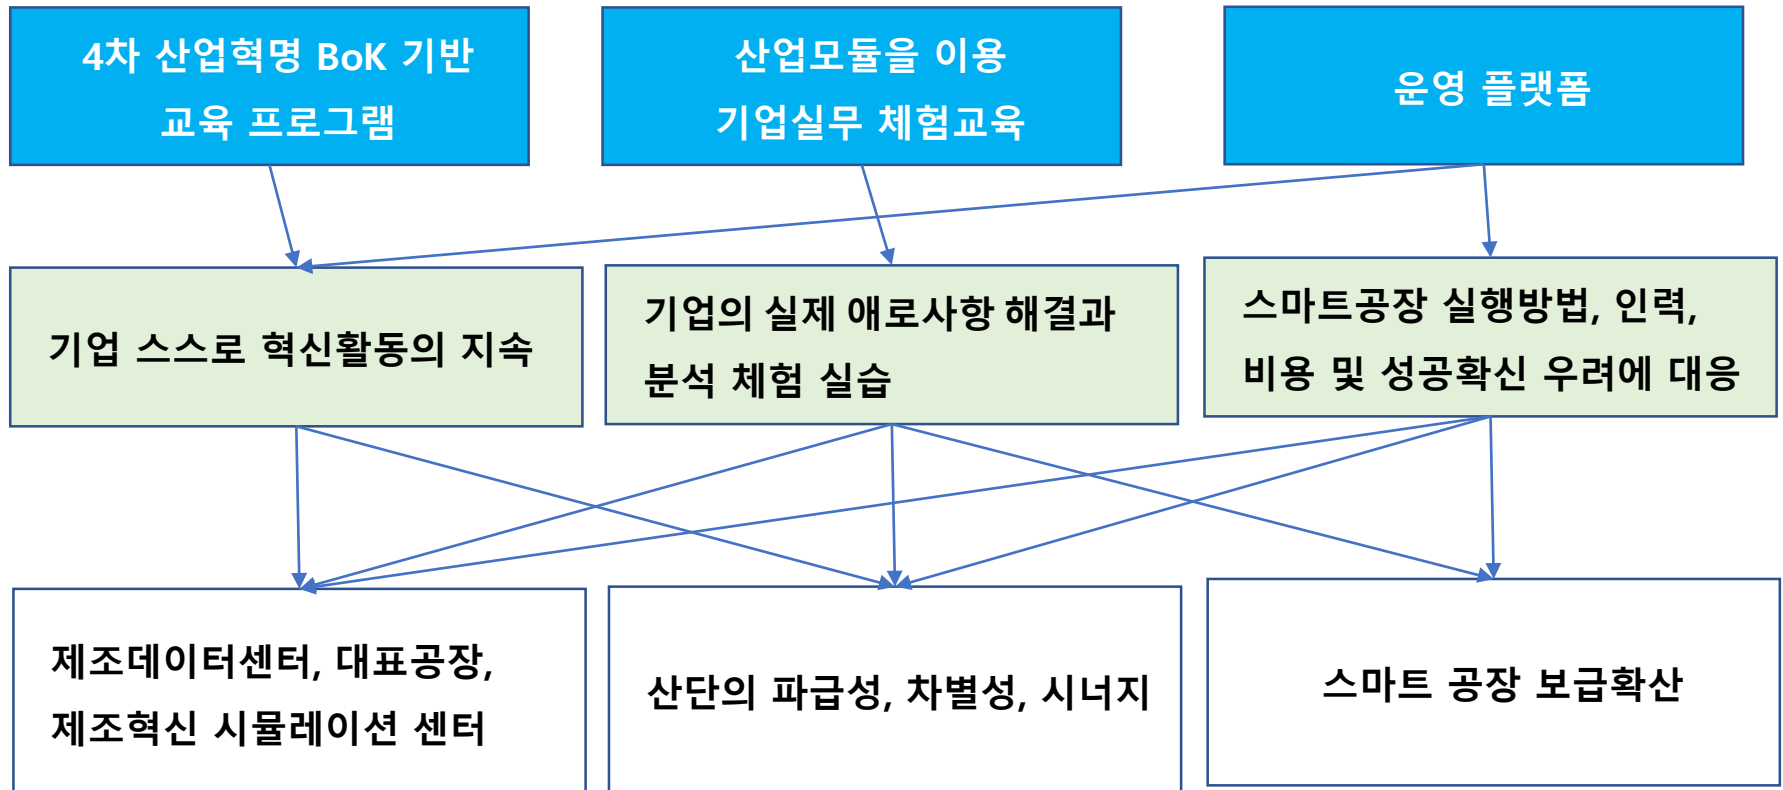 4차 산업혁명 BoK 기반
교육 프로그램
산업모듈을 이용
기업실무 체험교육
운영 플랫폼
기업 스스로 혁신활동의 지속
기업의 실제 애로사항 해결과
분석 체험 실습
스마트공장 실행방법, 인력,
비용 및 성공확신 우려에 대응
제조데이터센터, 대표공장,
제조혁신 시뮬레이션 센터
산단의 파급성, 차별성, 시너지
스마트 공장 보급확산